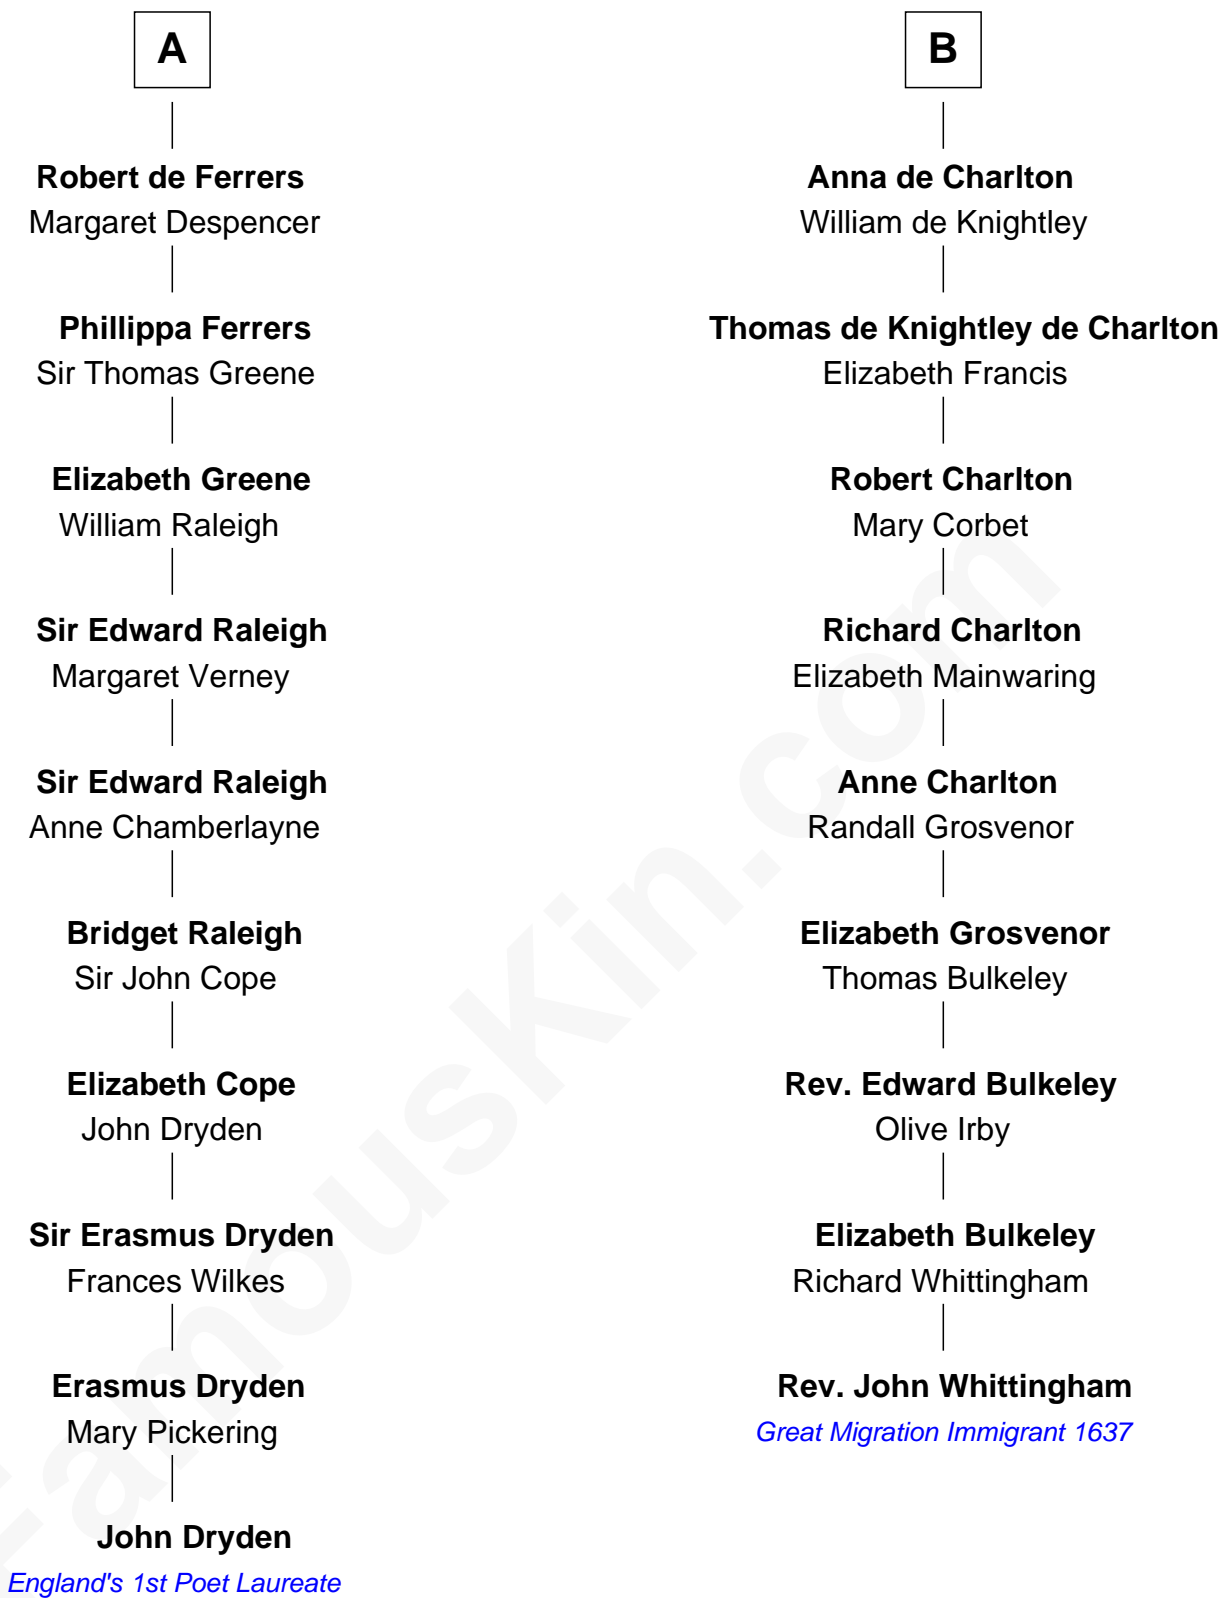 A
Robert de Ferrers
Margaret Despencer
Phillippa Ferrers
Sir Thomas Greene
Elizabeth Greene
William Raleigh
Sir Edward Raleigh
Margaret Verney
Sir Edward Raleigh
Anne Chamberlayne
Bridget Raleigh
Sir John Cope
Elizabeth Cope
John Dryden
Sir Erasmus Dryden
Frances Wilkes
Erasmus Dryden
Mary Pickering
John Dryden
England's 1st Poet Laureate
B
Anna de Charlton
William de Knightley
Thomas de Knightley de Charlton
Elizabeth Francis
Robert Charlton
Mary Corbet
Richard Charlton
Elizabeth Mainwaring
Anne Charlton
Randall Grosvenor
Elizabeth Grosvenor
Thomas Bulkeley
Rev. Edward Bulkeley
Olive Irby
Elizabeth Bulkeley
Richard Whittingham
Rev. John Whittingham
Great Migration Immigrant 1637
FamousKin.com